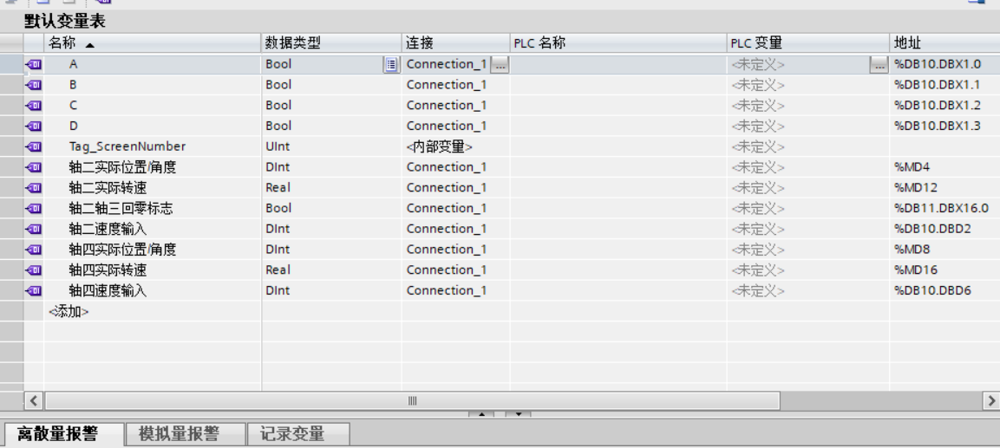 默认变量表
名称 数据类型 连接 PLC 名称 PLC 变量 地址
A Bool Connection_1 ... <未定义> ... %DB10.DBX1.0
B Bool Connection_1 <未定义> %DB10.DBX1.1
C Bool Connection_1 <未定义> %DB10.DBX1.2
D Bool Connection_1 <未定义> %DB10.DBX1.3
Tag_ScreenNumber UInt <内部变量> <未定义>
轴二实际位置/角度 DInt Connection_1 <未定义> %MD4
轴二实际转速 Real Connection_1 <未定义> %MD12
轴二轴三回零标志 Bool Connection_1 <未定义> %DB11.DBX16.0
轴二速度输入 DInt Connection_1 <未定义> %DB10.DBD2
轴四实际位置/角度 DInt Connection_1 <未定义> %MD8
轴四实际转速 Real Connection_1 <未定义> %MD16
轴四速度输入 DInt Connection_1 <未定义> %DB10.DBD6
<添加>
离散量报警 模拟量报警 记录变量